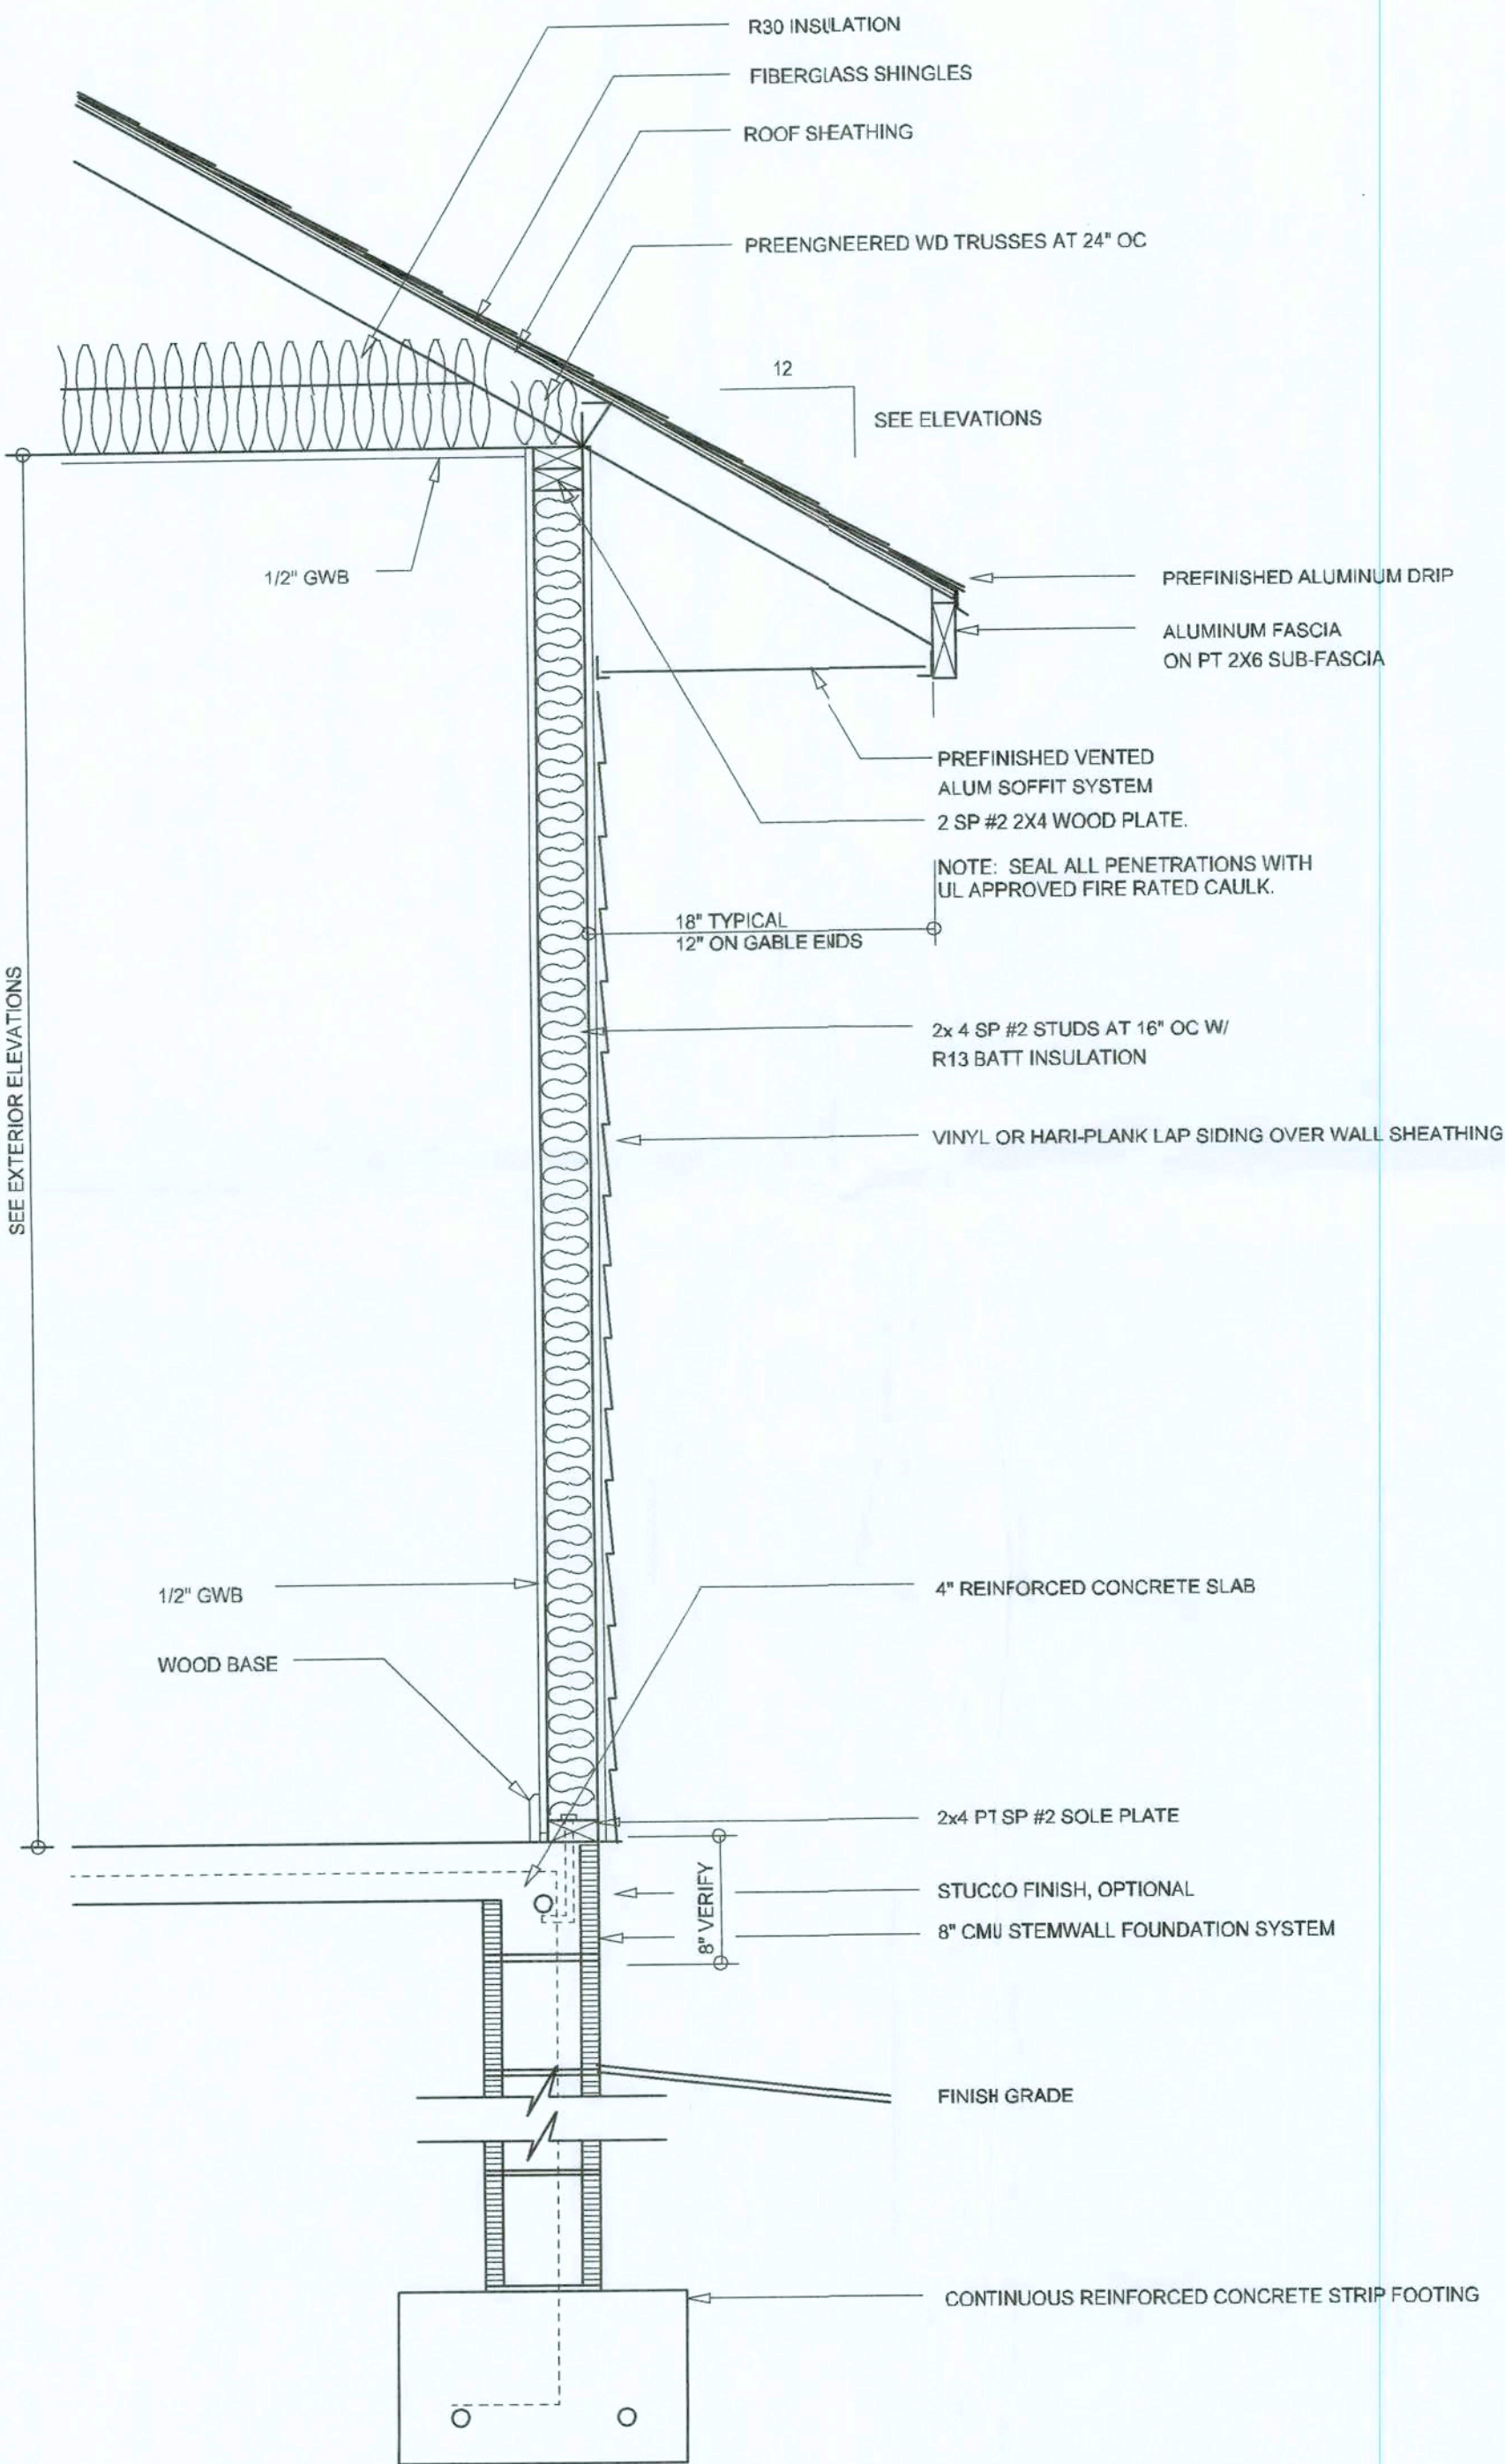 R30 INSULATION
FIBERGLASS SHINGLES
ROOF SHEATHING
PREENGNEERED WD TRUSSES AT 24" OC
12
SEE ELEVATIONS
1/2" GWB
PREFINISHED ALUMINUM DRIP
ALUMINUM FASCIA
ON PT 2X6 SUB-FASCIA
PREFINISHED VENTED
ALUM SOFFIT SYSTEM
2 SP #2 2X4 WOOD PLATE.
NOTE: SEAL ALL PENETRATIONS WITH
UL APPROVED FIRE RATED CAULK.
18" TYPICAL
12" ON GABLE ENDS
SEE EXTERIOR ELEVATIONS
2x 4 SP #2 STUDS AT 16" OC W/
R13 BATT INSULATION
VINYL OR HARI-PLANK LAP SIDING OVER WALL SHEATHING
1/2" GWB
4" REINFORCED CONCRETE SLAB
WOOD BASE
2x4 PT SP #2 SOLE PLATE
8" VERIFY
STUCCO FINISH, OPTIONAL
8" CMU STEMWALL FOUNDATION SYSTEM
FINISH GRADE
CONTINUOUS REINFORCED CONCRETE STRIP FOOTING